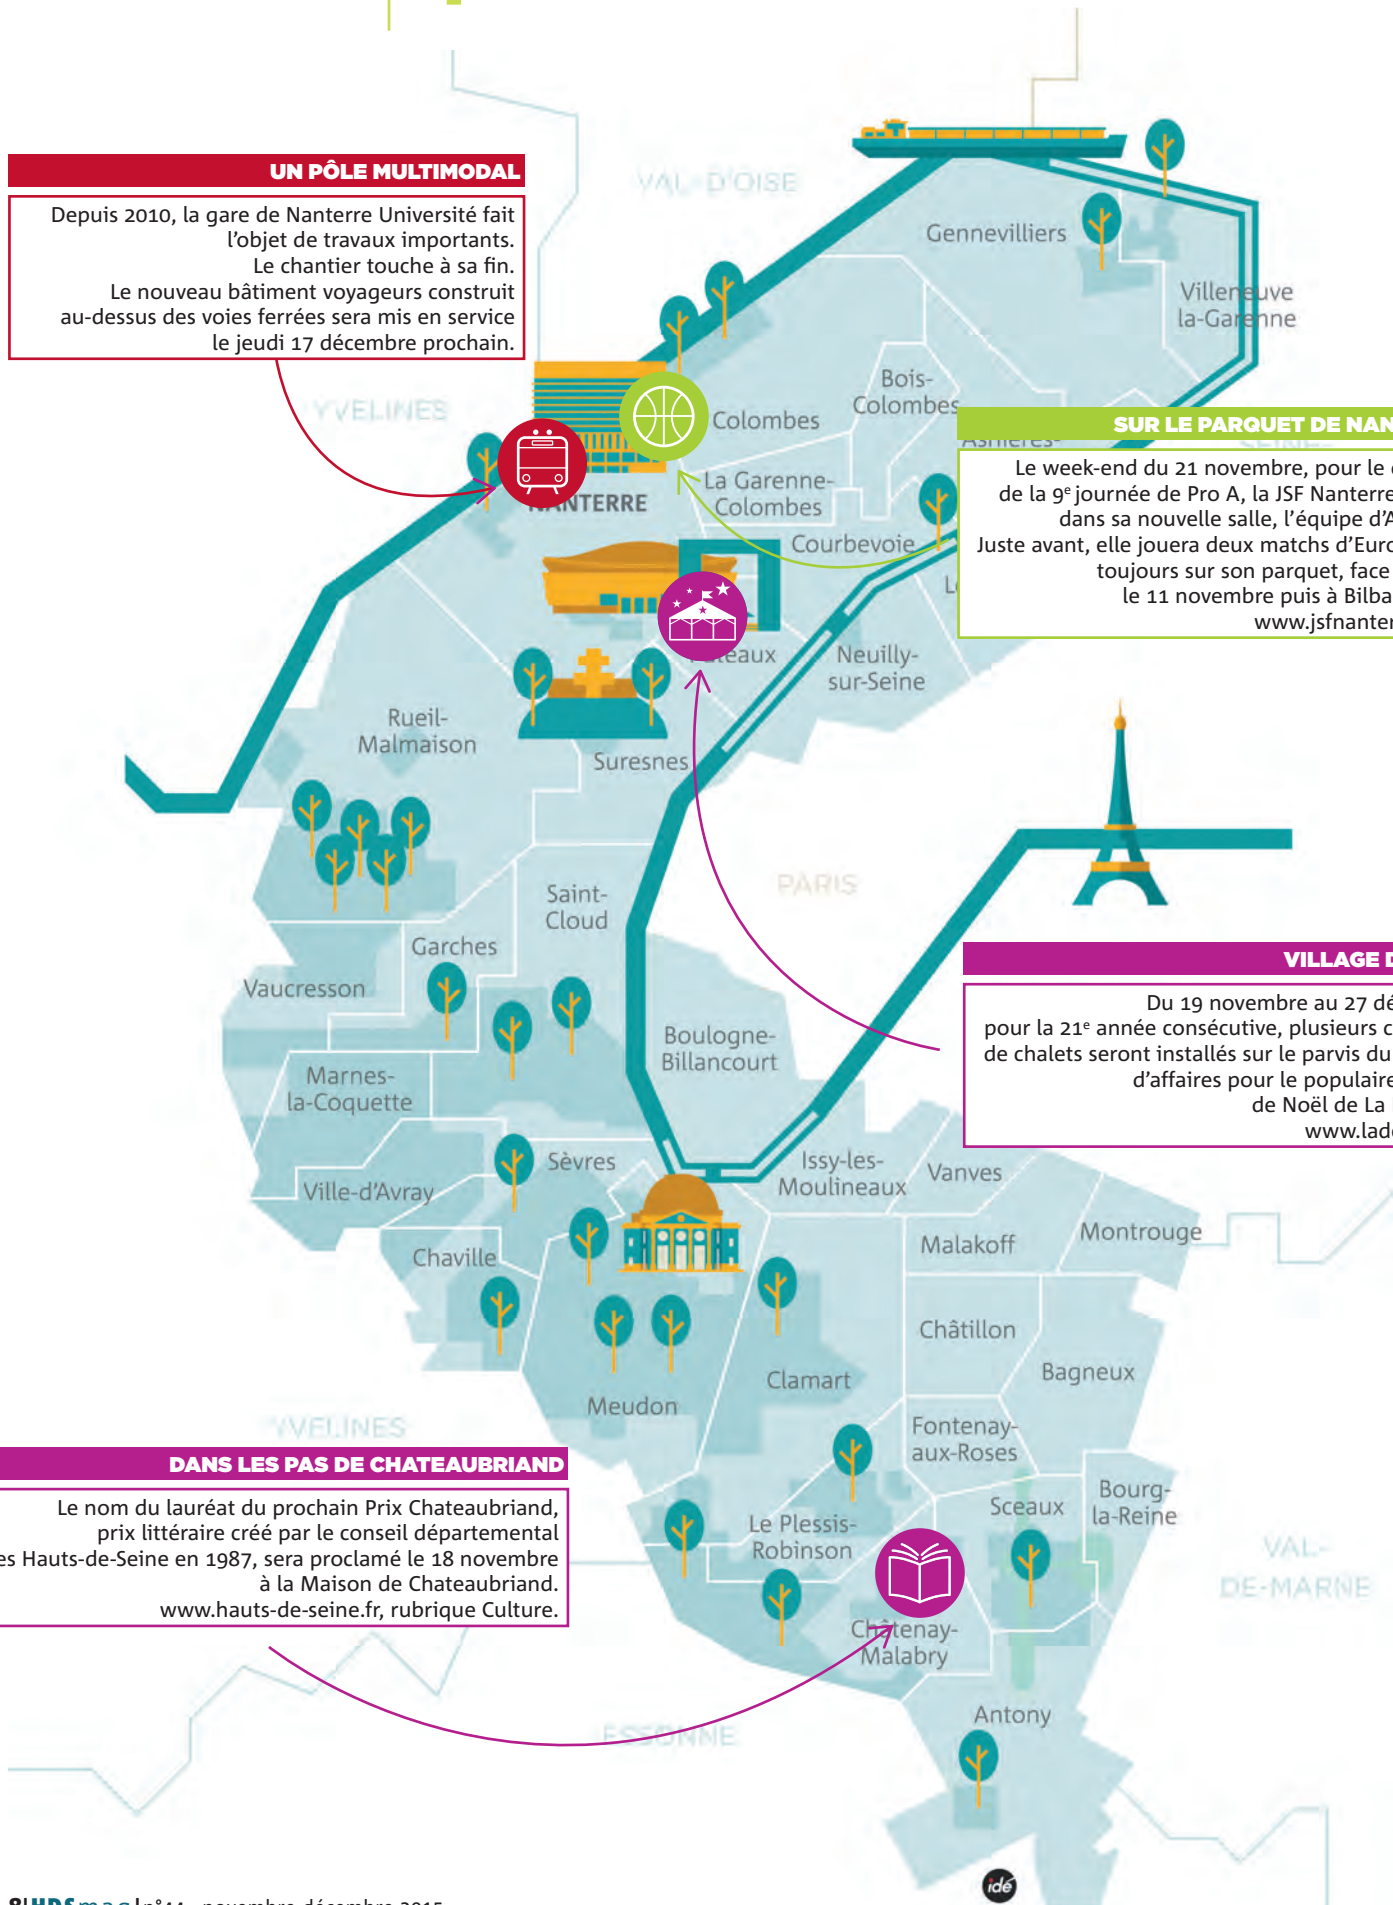 VAL-D'OISE
UN PÔLE MULTIMODAL
Depuis 2010, la gare de Nanterre Université fait
l'objet de travaux importants.
Le chantier touche à sa fin.
Le nouveau bâtiment voyageurs construit
au-dessus des voies ferrées sera mis en service
le jeudi 17 décembre prochain.
Gennevilliers
Villeneuve
la-Garenne
YVELINES
Bois-
Colombes
Colombes
SUR LE PARQUET DE NAN
Le week-end du 21 novembre, pour le
de la 9e journée de Pro A, la JSF Nanterre
dans sa nouvelle salle, l'équipe d'A
Juste avant, elle jouera deux matchs d'Euro
toujours sur son parquet, face
le 11 novembre puis à Bilba
www.jsfnanter
La Garenne-
Colombes
NANTERRE
Courbevoie
Puteaux
Neuilly-
sur-Seine
Rueil-
Malmaison
Suresnes
PARIS
Saint-
Cloud
Garches
Vaucresson
VILLAGE D
Du 19 novembre au 27 dé
pour la 21e année consécutive, plusieurs c
de chalets seront installés sur le parvis du
d'affaires pour le populaire
de Noël de La
www.lade
Boulogne-
Billancourt
Marnes-
la-Coquette
Sèvres
Issy-les-
Moulineaux
Vanves
Ville-d'Avray
Montrouge
Malakoff
Chaville
Châtillon
Clamart
Bagneux
Meudon
YVELINES
Fontenay-
aux-Roses
DANS LES PAS DE CHATEAUBRIAND
Le nom du lauréat du prochain Prix Chateaubriand,
prix littéraire créé par le conseil départemental
es Hauts-de-Seine en 1987, sera proclamé le 18 novembre
à la Maison de Chateaubriand.
www.hauts-de-seine.fr, rubrique Culture.
Bourg-
la-Reine
Sceaux
Le Plessis-
Robinson
VAL-
DE-MARNE
Châtenay-
Malabry
Antony
ESSONNE
idé
8|HDSmag|n°44 - novembre-décembre 2015